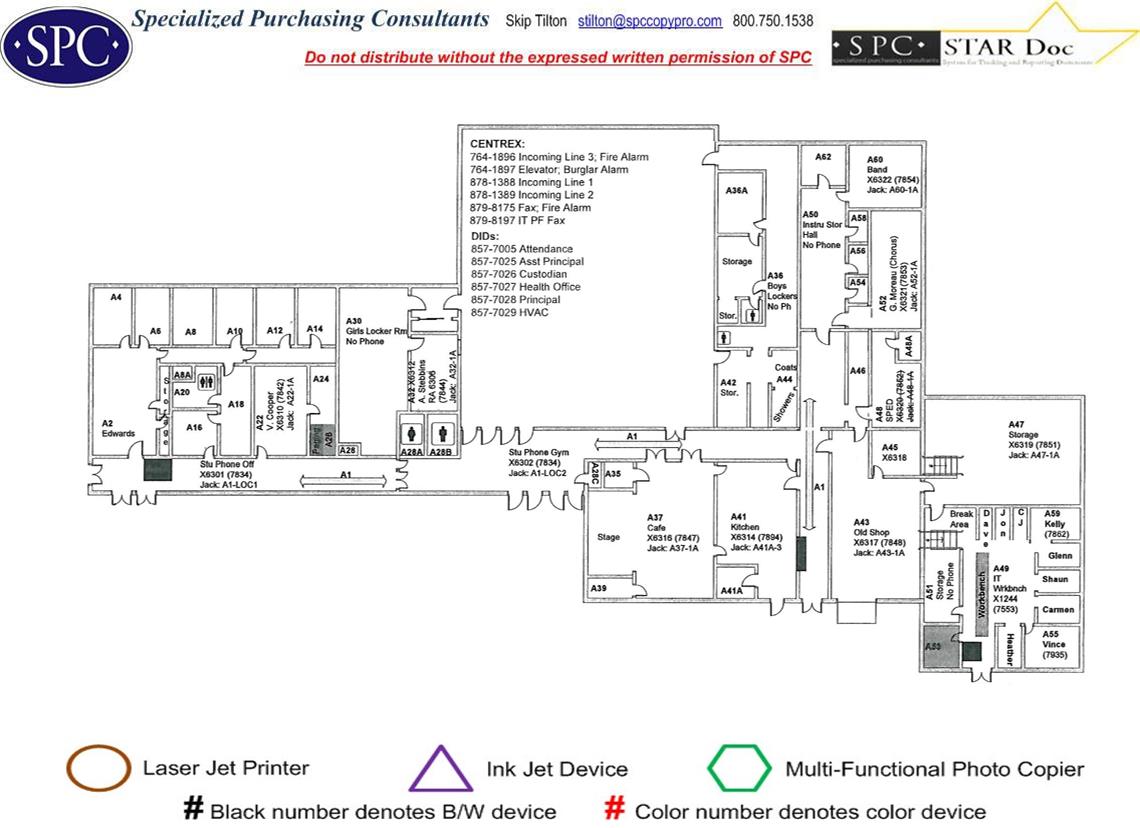 SPC
Specialized Purchasing Consultants Skip Tilton stilton@spccopypro.com 800.750.1538
Do not distribute without the expressed written permission of SPC
SPC
specialized purchasing consultants
STAR Doc
System for Tracking and Reporting Documents
CENTREX:
764-1896 Incoming Line 3; Fire Alarm
764-1897 Elevator; Burglar Alarm
878-1388 Incoming Line 1
878-1389 Incoming Line 2
879-8175 Fax; Fire Alarm
879-8197 IT PF Fax
DIDs:
857-7005 Attendance
857-7025 Asst Principal
857-7026 Custodian
857-7027 Health Office
857-7028 Principal
857-7029 HVAC
A62
A60
Band
X6322 (7854)
Jack: A60-1A
A36A
A50
Instru Stor
Hall
No Phone
A58
A56
A54
A52
G. Moreau (Chorus)
X6321(7853)
Jack: A52-1A
Storage
A36
Boys
Lockers
No Ph
Stor.
A4
A6
A8
A10
A12
A14
A30
Girls Locker Rm
No Phone
A32 X6312
A. Stebbins
RA 6306
(7844)
Jack: A-32-1A
A42
Stor.
Coats
A44
Showers
A46
A48A
A48
SPED
X6320 (7852)
Jack: A48-1A
A2
Edwards
Storage
A8A
A20
A16
A18
A22
V. Cooper
X6310 (7842)
Jack: A22-1A
A24
Paging
A26
A28
A28A
A28B
Stu Phone Off
X6301 (7834)
Jack: A1-LOC1
A1
Stu Phone Gym
X6302 (7834)
Jack: A1-LOC2
A1
A28C
A35
A37
Cafe
X6316 (7847)
Jack: A37-1A
Stage
A39
A41
Kitchen
X6314 (7894)
Jack: A41A-3
A41A
A1
A43
Old Shop
X6317 (7848)
Jack: A43-1A
A45
X6318
A47
Storage
X6319 (7851)
Jack: A47-1A
Break
Area
Dave
Jon
CJ
A59
Kelly
(7862)
Glenn
Shaun
Carmen
A51
Storage
No Phone
Workbench
A49
IT
Wrkbnch
X1244
(7553)
A53
Heather
A55
Vince
(7935)
Laser Jet Printer
Ink Jet Device
Multi-Functional Photo Copier
# Black number denotes B/W device
# Color number denotes color device